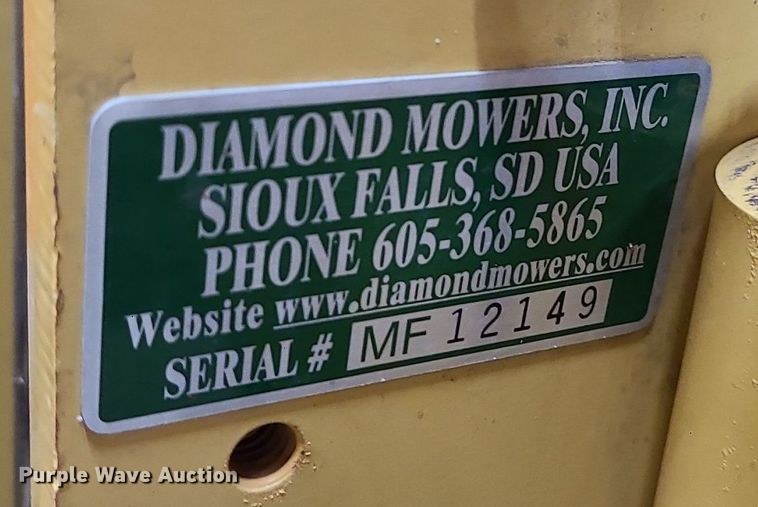 DIAMOND MOWERS, INC.
SIOUX FALLS, SD USA
PHONE 605-368-5865
Website www.diamondmowers.com
SERIAL # MF 12149
Purple Wave Auction